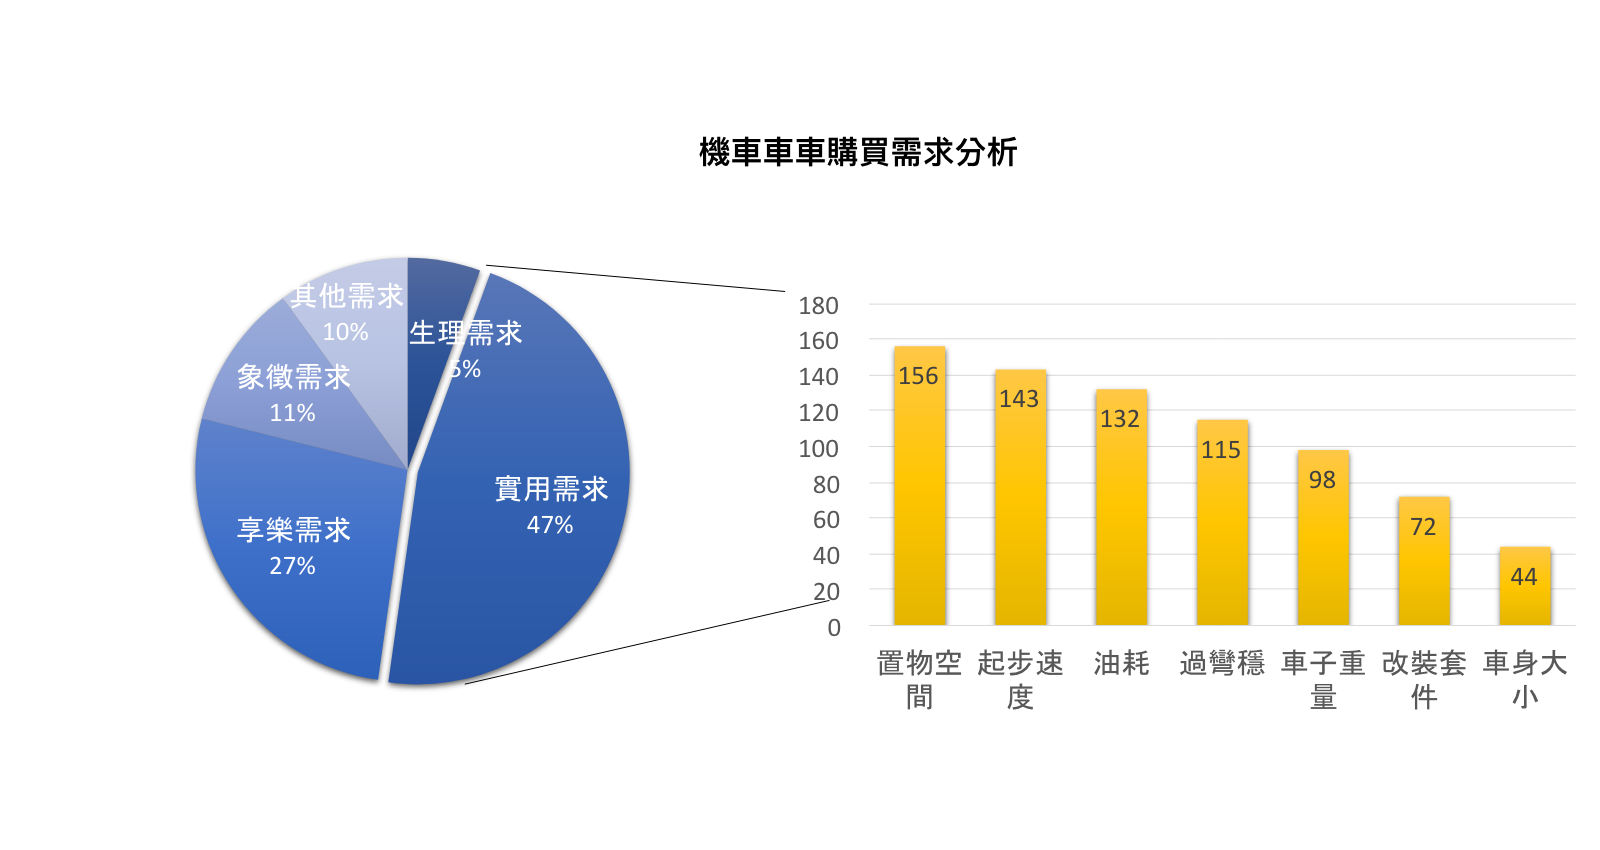 機車車車購買需求分析
其他需求
10%
生理需求
5%
象徵需求
11%
實用需求
47%
享樂需求
27%
180
160
140
120
100
80
60
40
20
0
156
143
132
115
98
72
44
置物空
間
起步速
度
油耗
過彎穩
車子重
量
改裝套
件
車身大
小